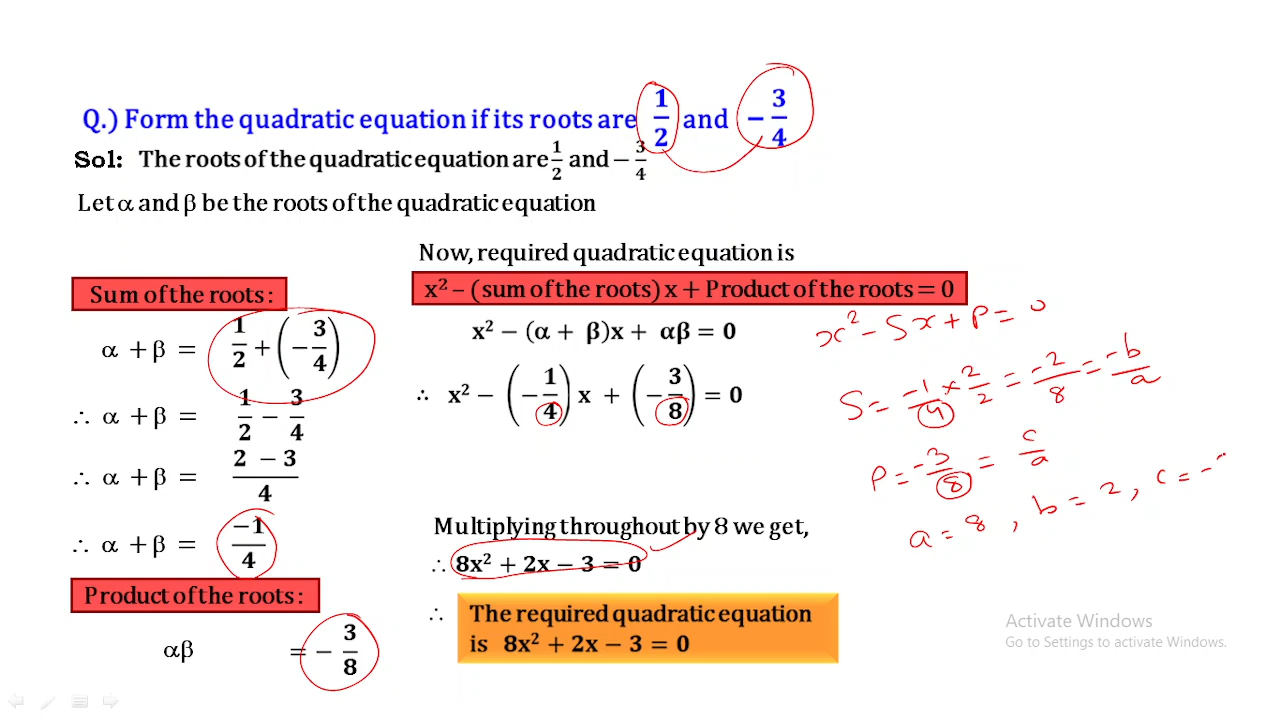 Q.) Form the quadratic equation if its roots are 1/2 and −3/4
Sol: The roots of the quadratic equation are 1/2 and − 3/4
Let α and β be the roots of the quadratic equation
Sum of the roots :
α + β = 1/2 + (−3/4)
∴ α + β = 1/2 − 3/4
∴ α + β = (2 − 3)/4
∴ α + β = −1/4
Product of the roots :
αβ = − 3/8
Now, required quadratic equation is
x² – (sum of the roots) x + Product of the roots = 0
x² − (α + β)x + αβ = 0
∴ x² − (−1/4) x + (−3/8) = 0
Multiplying throughout by 8 we get,
∴ 8x² + 2x − 3 = 0
∴ The required quadratic equation
is 8x² + 2x − 3 = 0
x² − Sx + P = 0
S = −1/4 × 2/2 = −2/8 = −b/a
P = −3/8 = c/a
a = 8 , b = 2 , c = −
Activate Windows
Go to Settings to activate Windows.